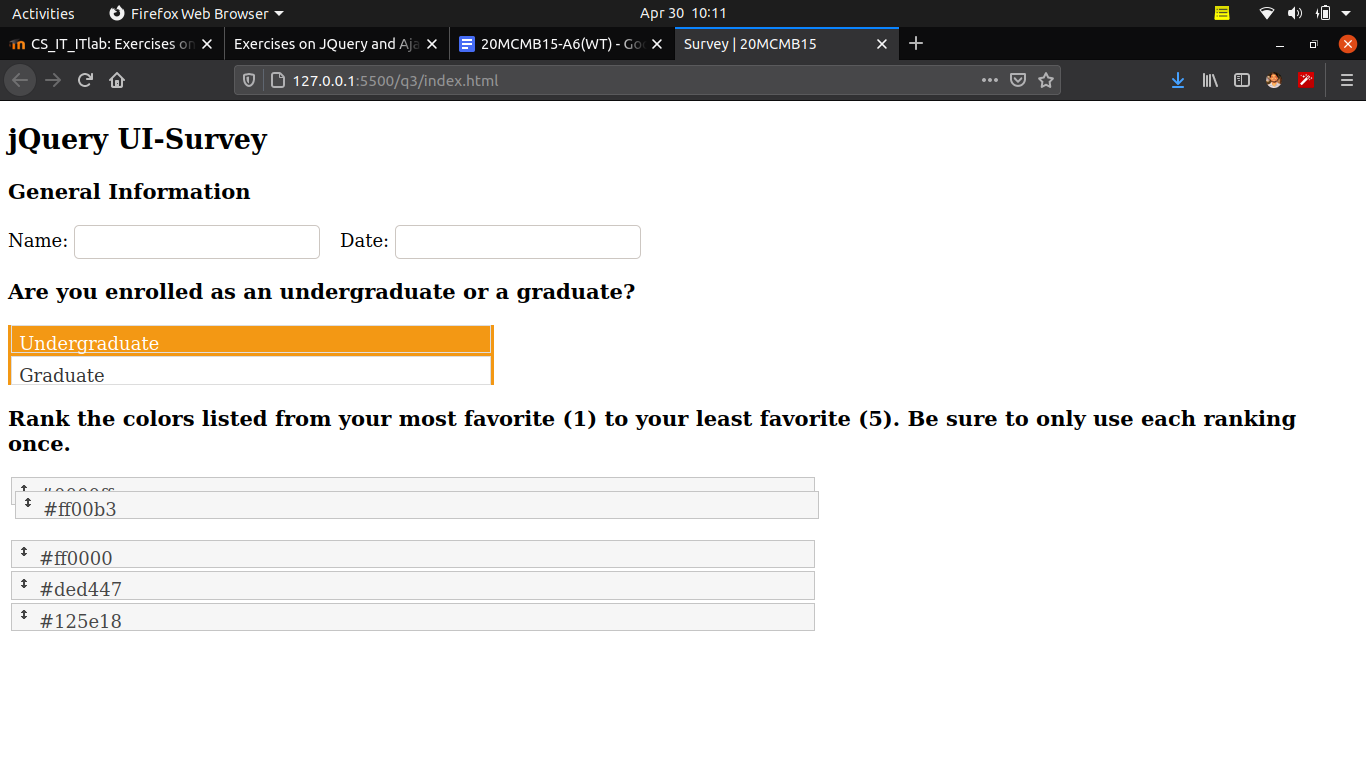 Activities Firefox Web Browser Apr 30 10:11
CS_IT_ITlab: Exercises on Exercises on JQuery and Aja 20MCMB15-A6(WT) - Goo Survey | 20MCMB15
127.0.0.1:5500/q3/index.html
jQuery UI-Survey
General Information
Name: Date:
Are you enrolled as an undergraduate or a graduate?
Undergraduate
Graduate
Rank the colors listed from your most favorite (1) to your least favorite (5). Be sure to only use each ranking
once.
#ff00b3
#ff0000
#ded447
#125e18